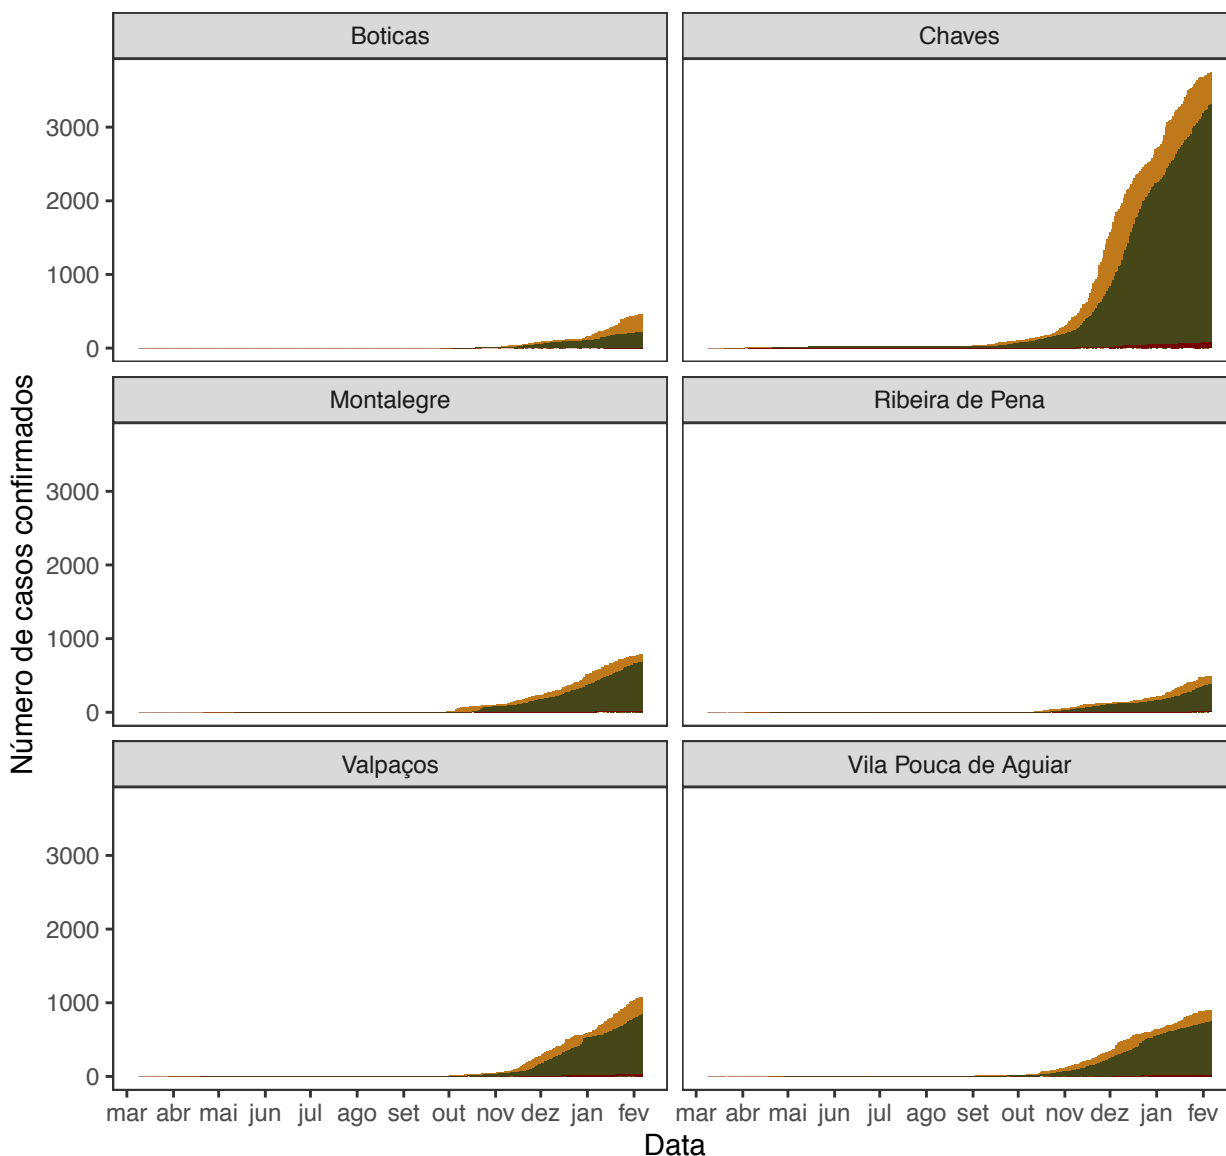 Boticas
Chaves
3000
2000
1000
0
Montalegre
Ribeira de Pena
3000
2000
1000
0
Número de casos confirmados
Valpaços
Vila Pouca de Aguiar
3000
2000
1000
0
mar abr mai jun jul ago set out nov dez jan fev
mar abr mai jun jul ago set out nov dez jan fev
Data